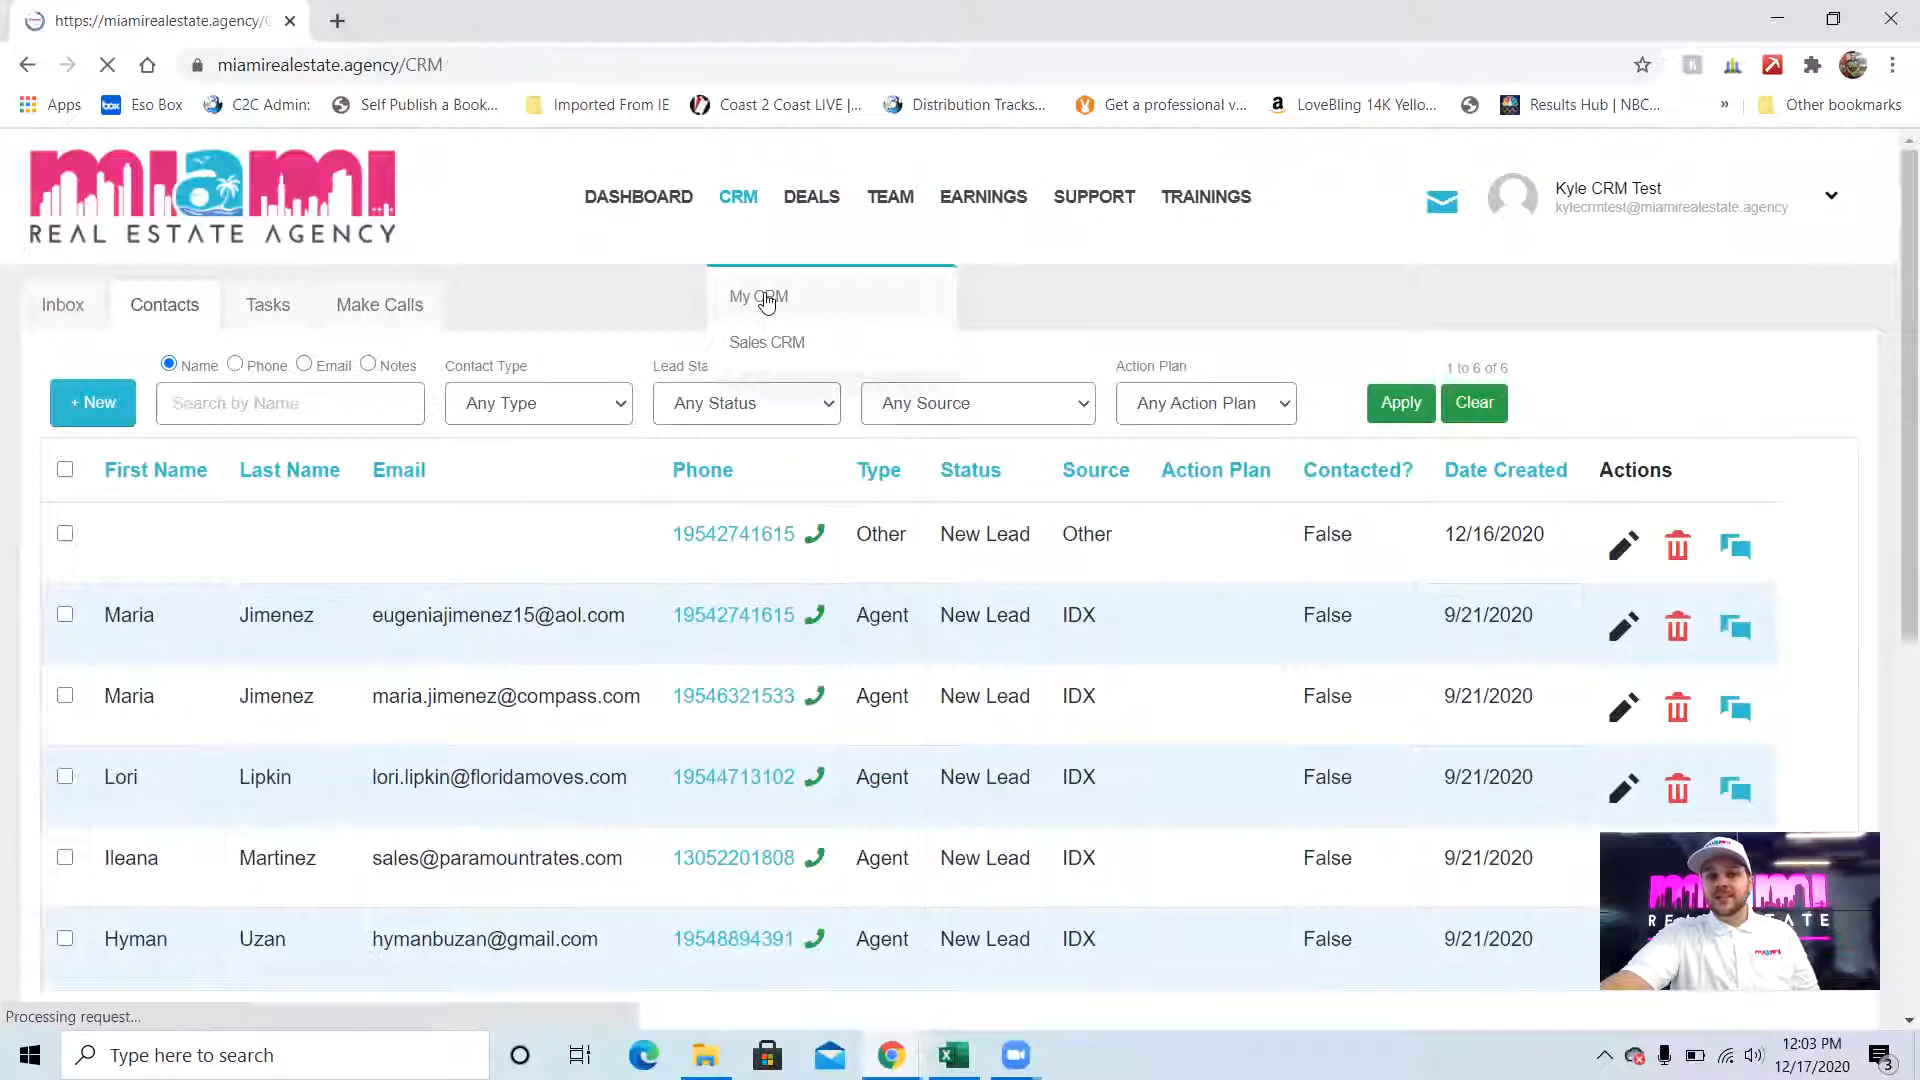 https://miamirealestate.agency/C
miamirealestate.agency/CRM
Apps
box Eso Box
C2C Admin:
Self Publish a Book...
Imported From IE
Coast 2 Coast LIVE |...
Distribution Tracks...
Get a professional v...
LoveBling 14K Yello...
Results Hub | NBC...
»
Other bookmarks
miami
REAL ESTATE AGENCY
DASHBOARD CRM DEALS TEAM EARNINGS SUPPORT TRAININGS
Kyle CRM Test
kylecrmtest@miamirealestate.agency
Inbox Contacts Tasks Make Calls
My CRM
Sales CRM
Name Phone Email Notes Contact Type Lead Sta Action Plan 1 to 6 of 6
+ New Search by Name Any Type Any Status Any Source Any Action Plan Apply Clear
First Name Last Name Email Phone Type Status Source Action Plan Contacted? Date Created Actions
19542741615 Other New Lead Other False 12/16/2020
Maria Jimenez eugeniajimenez15@aol.com 19542741615 Agent New Lead IDX False 9/21/2020
Maria Jimenez maria.jimenez@compass.com 19546321533 Agent New Lead IDX False 9/21/2020
Lori Lipkin lori.lipkin@floridamoves.com 19544713102 Agent New Lead IDX False 9/21/2020
Ileana Martinez sales@paramountrates.com 13052201808 Agent New Lead IDX False 9/21/2020
Hyman Uzan hymanbuzan@gmail.com 19548894391 Agent New Lead IDX False 9/21/2020
Processing request...
Type here to search
12:03 PM
12/17/2020
3